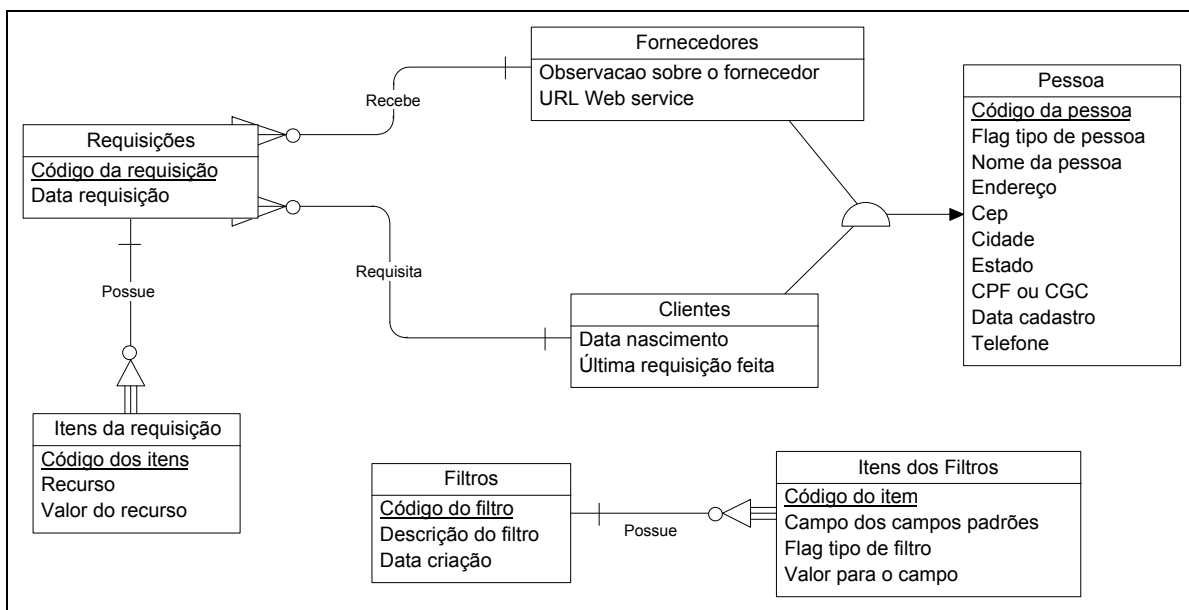 Fornecedores
Observacao sobre o fornecedor
URL Web service
Pessoa
Código da pessoa
Flag tipo de pessoa
Nome da pessoa
Endereço
Cep
Cidade
Estado
CPF ou CGC
Data cadastro
Telefone
Recebe
Requisições
Código da requisição
Data requisição
Requisita
Possue
Clientes
Data nascimento
Última requisição feita
Itens da requisição
Código dos itens
Recurso
Valor do recurso
Filtros
Código do filtro
Descrição do filtro
Data criação
Possue
Itens dos Filtros
Código do item
Campo dos campos padrões
Flag tipo de filtro
Valor para o campo